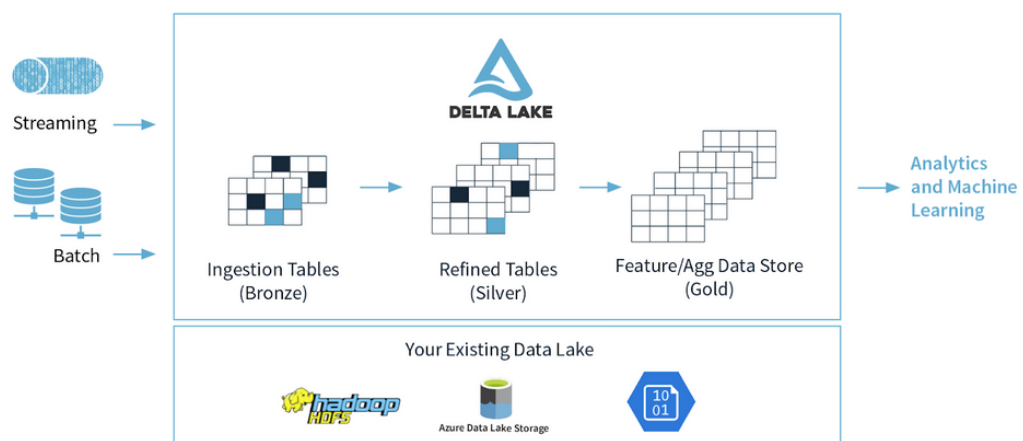 DELTA LAKE
Streaming
Batch
Ingestion Tables
(Bronze)
Refined Tables
(Silver)
Feature/Agg Data Store
(Gold)
Analytics
and Machine
Learning
Your Existing Data Lake
hadoop
HDFS
Azure Data Lake Storage
10
01